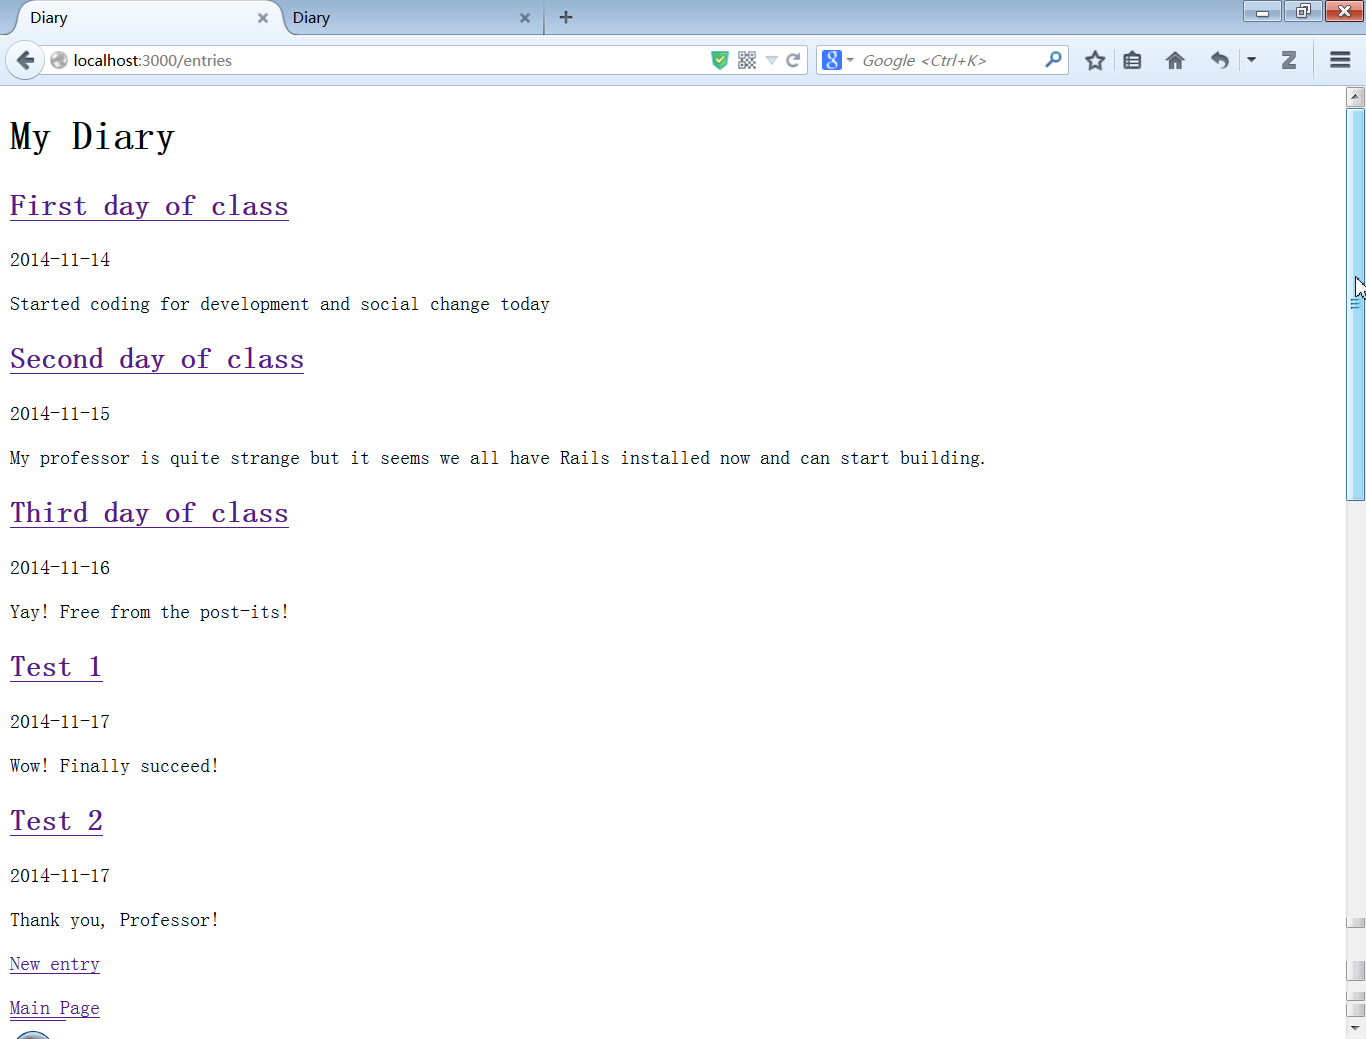 Diary
Diary
localhost:3000/entries
Google <Ctrl+K>
My Diary
First day of class
2014-11-14
Started coding for development and social change today
Second day of class
2014-11-15
My professor is quite strange but it seems we all have Rails installed now and can start building.
Third day of class
2014-11-16
Yay! Free from the post-its!
Test 1
2014-11-17
Wow! Finally succeed!
Test 2
2014-11-17
Thank you, Professor!
New entry
Main Page